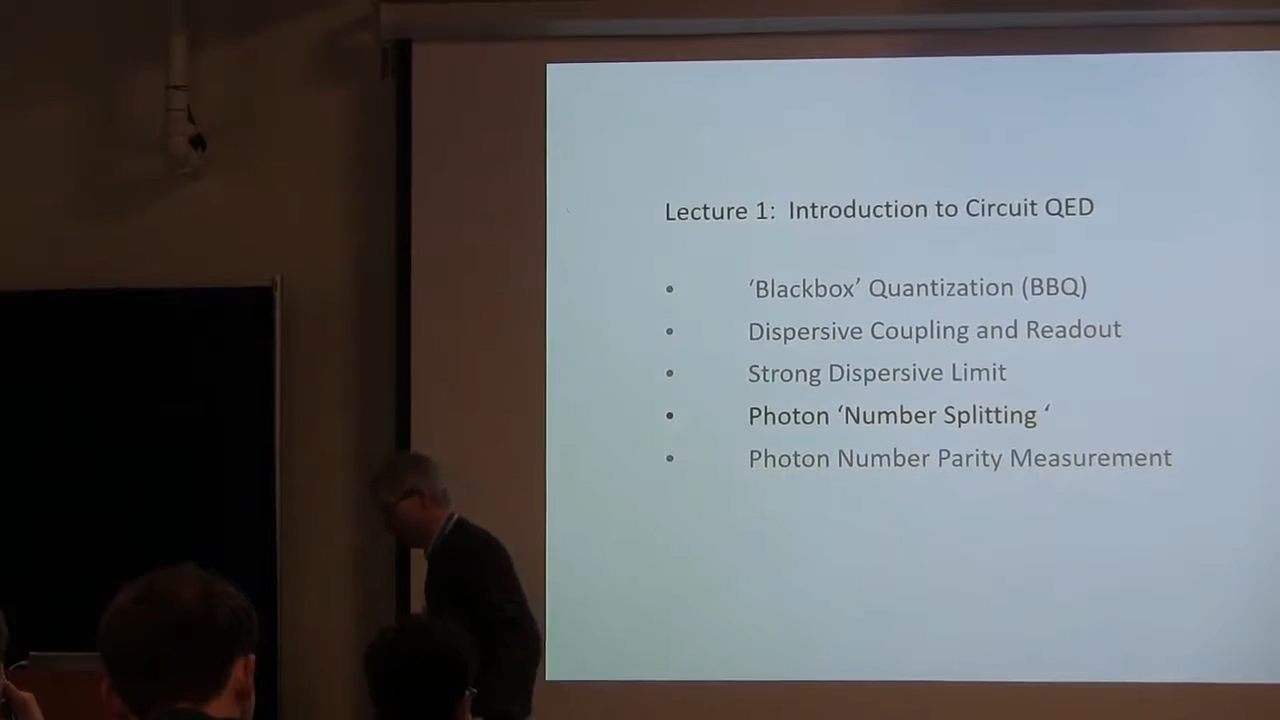 Lecture 1: Introduction to Circuit QED
• ‘Blackbox’ Quantization (BBQ)
• Dispersive Coupling and Readout
• Strong Dispersive Limit
• Photon ‘Number Splitting ‘
• Photon Number Parity Measurement